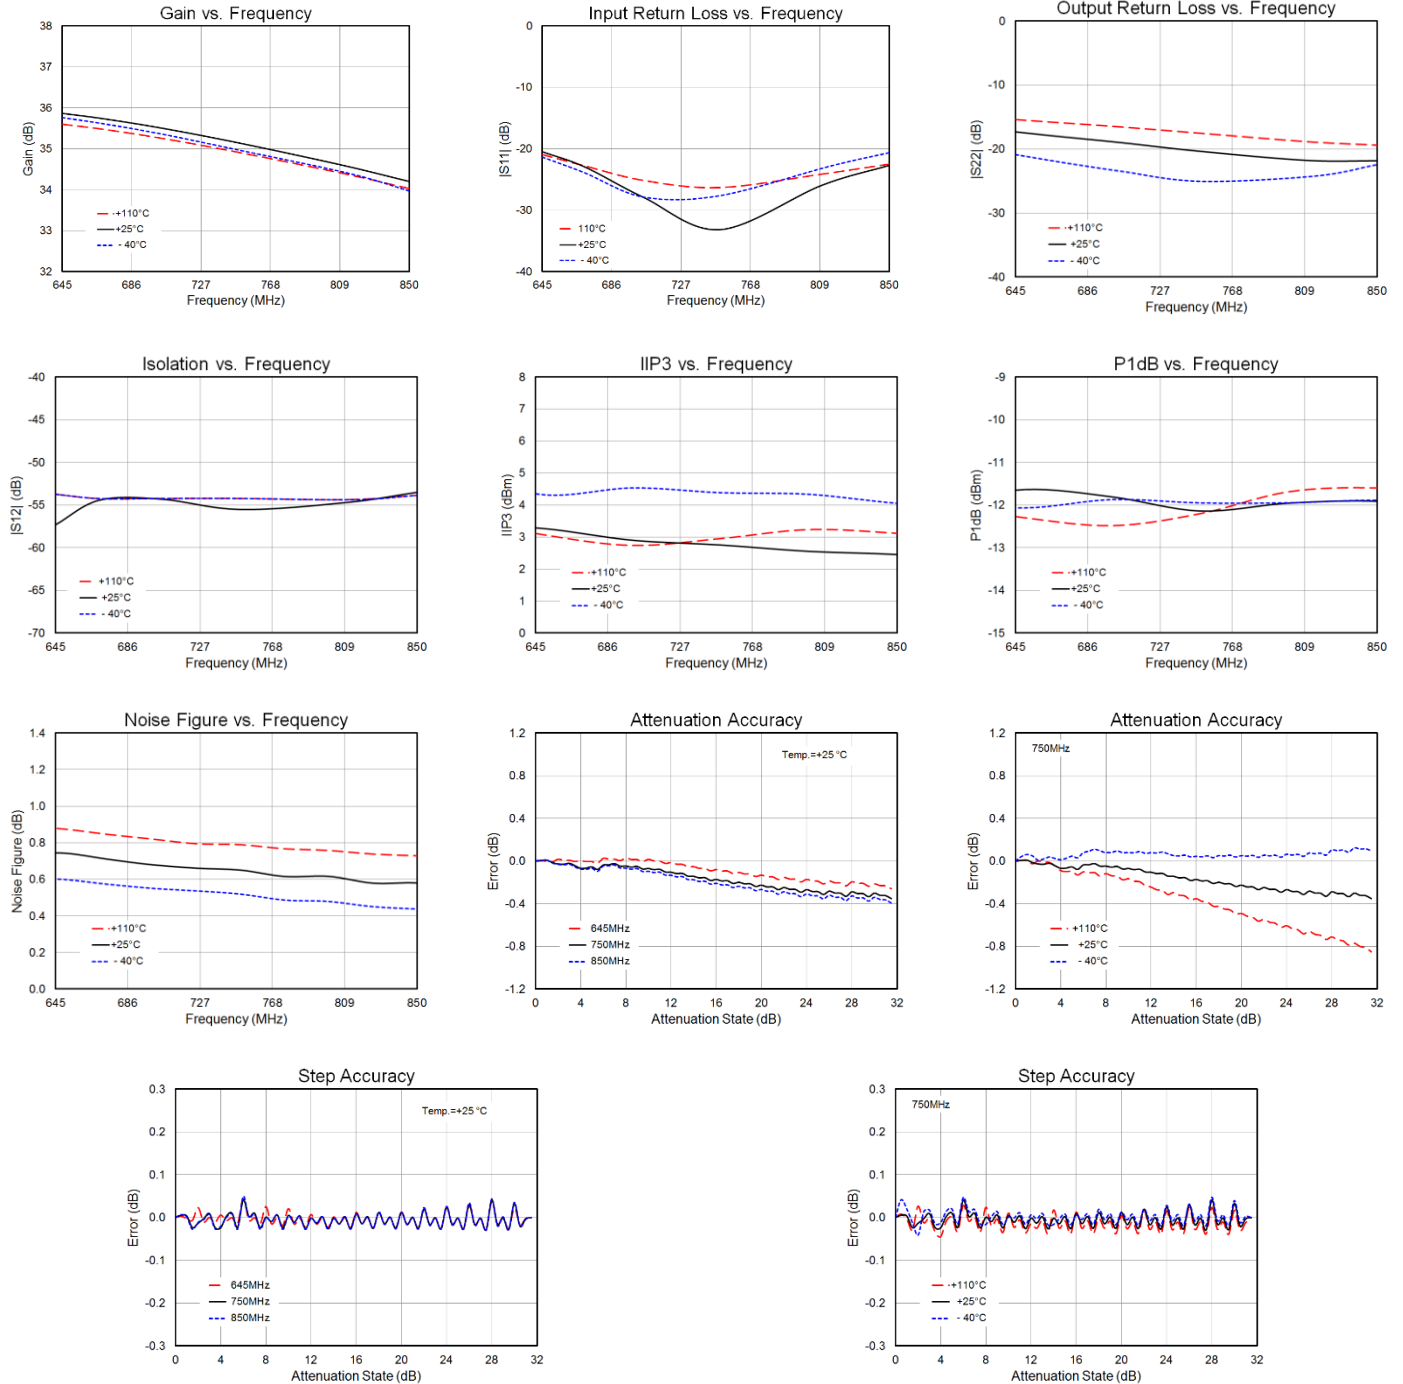 Gain vs. Frequency
38
37
36
35
34
33
32
Gain (dB)
+110°C
+25°C
- 40°C
645 686 727 768 809 850
Frequency (MHz)
Input Return Loss vs. Frequency
0
-10
-20
-30
-40
|S11| (dB)
110°C
+25°C
- 40°C
645 686 727 768 809 850
Frequency (MHz)
Output Return Loss vs. Frequency
0
-10
-20
-30
-40
|S22| (dB)
+110°C
+25°C
- 40°C
645 686 727 768 809 850
Frequency (MHz)
Isolation vs. Frequency
-40
-45
-50
-55
-60
-65
-70
|S12| (dB)
+110°C
+25°C
- 40°C
645 686 727 768 809 850
Frequency (MHz)
IIP3 vs. Frequency
8
7
6
5
4
3
2
1
0
IIP3 (dBm)
+110°C
+25°C
- 40°C
645 686 727 768 809 850
Frequency (MHz)
P1dB vs. Frequency
-9
-10
-11
-12
-13
-14
-15
P1dB (dBm)
+110°C
+25°C
- 40°C
645 686 727 768 809 850
Frequency (MHz)
Noise Figure vs. Frequency
1.4
1.2
1.0
0.8
0.6
0.4
0.2
0.0
Noise Figure (dB)
+110°C
+25°C
- 40°C
645 686 727 768 809 850
Frequency (MHz)
Attenuation Accuracy
1.2
0.8
0.4
0.0
-0.4
-0.8
-1.2
Error (dB)
Temp.=+25 °C
645MHz
750MHz
850MHz
0 4 8 12 16 20 24 28 32
Attenuation State (dB)
Attenuation Accuracy
1.2
0.8
0.4
0.0
-0.4
-0.8
-1.2
Error (dB)
750MHz
+110°C
+25°C
- 40°C
0 4 8 12 16 20 24 28 32
Attenuation State (dB)
Step Accuracy
0.3
0.2
0.1
0.0
-0.1
-0.2
-0.3
Error (dB)
Temp.=+25 °C
645MHz
750MHz
850MHz
0 4 8 12 16 20 24 28 32
Attenuation State (dB)
Step Accuracy
0.3
0.2
0.1
0.0
-0.1
-0.2
-0.3
Error (dB)
750MHz
+110°C
+25°C
- 40°C
0 4 8 12 16 20 24 28 32
Attenuation State (dB)